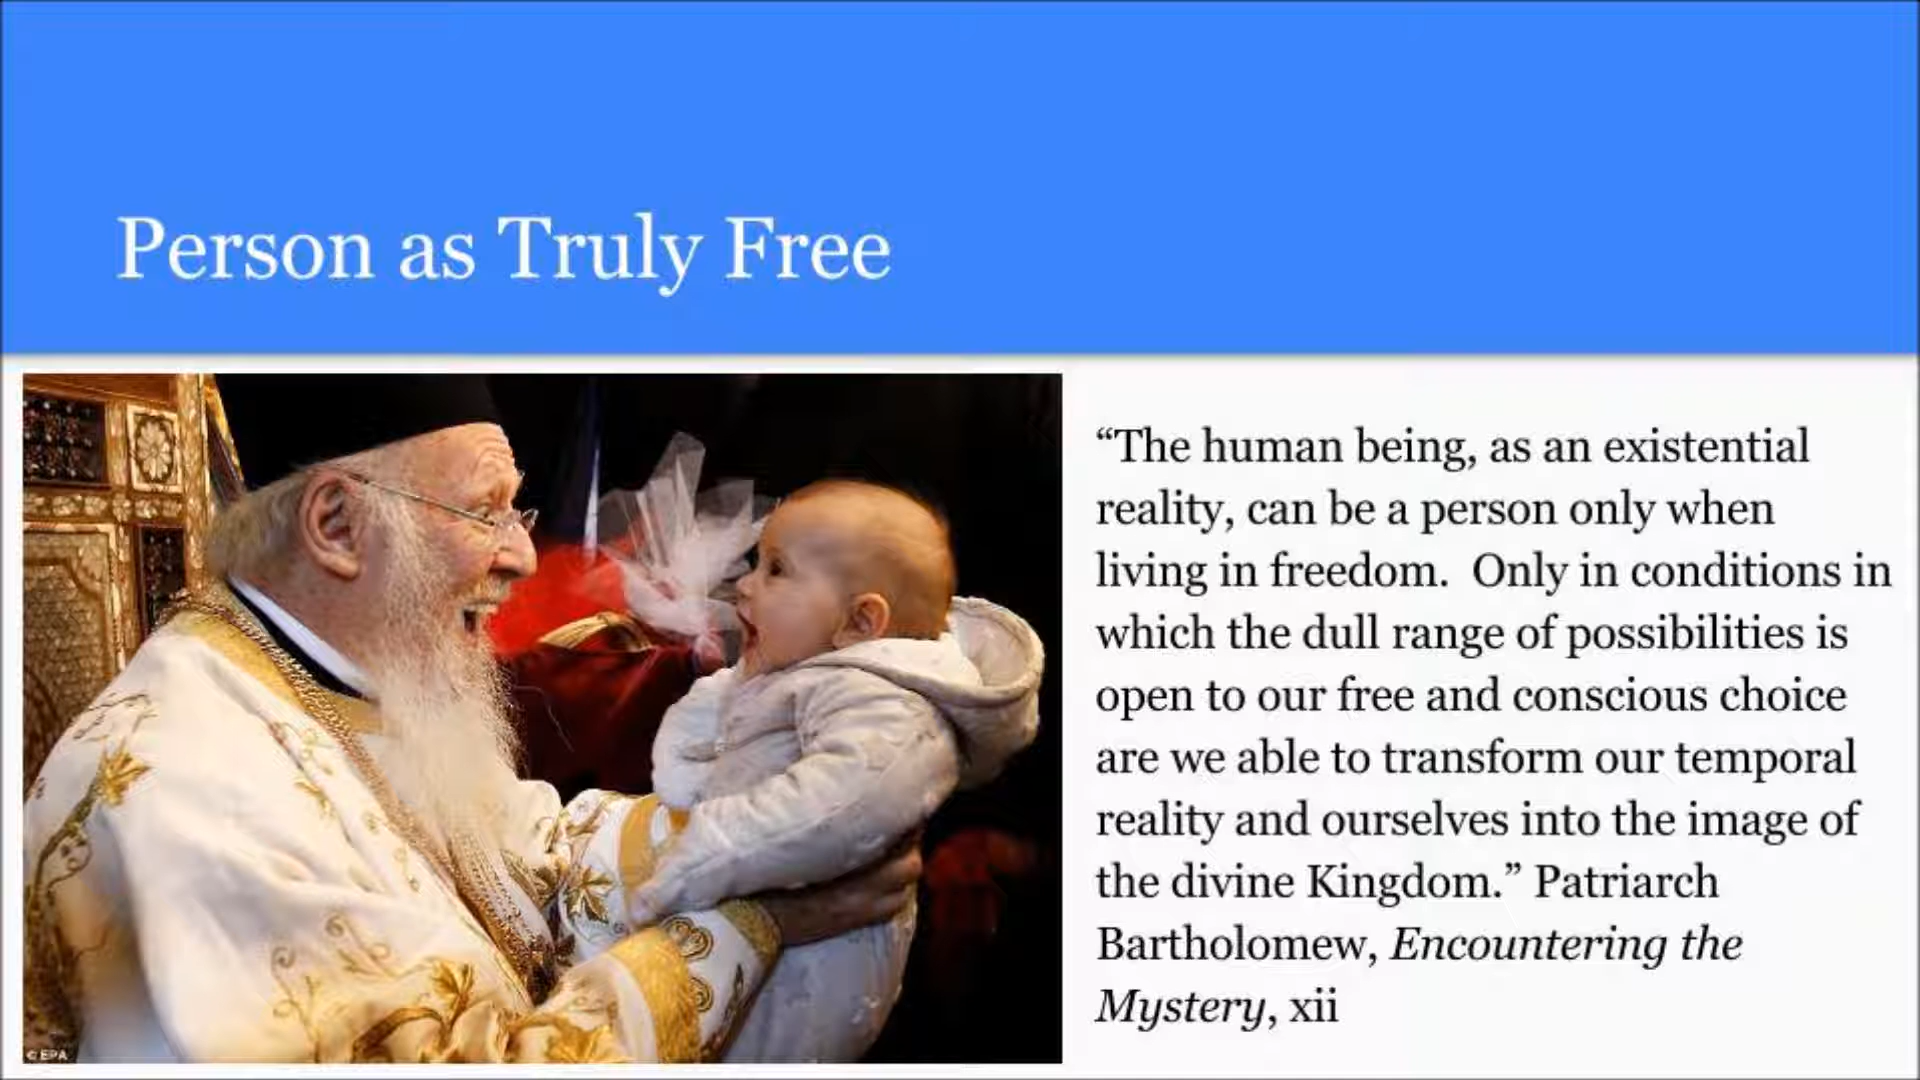 Person as Truly Free
“The human being, as an existential
reality, can be a person only when
living in freedom.  Only in conditions in
which the dull range of possibilities is
open to our free and conscious choice
are we able to transform our temporal
reality and ourselves into the image of
the divine Kingdom.” Patriarch
Bartholomew, Encountering the
Mystery, xii
© EPA